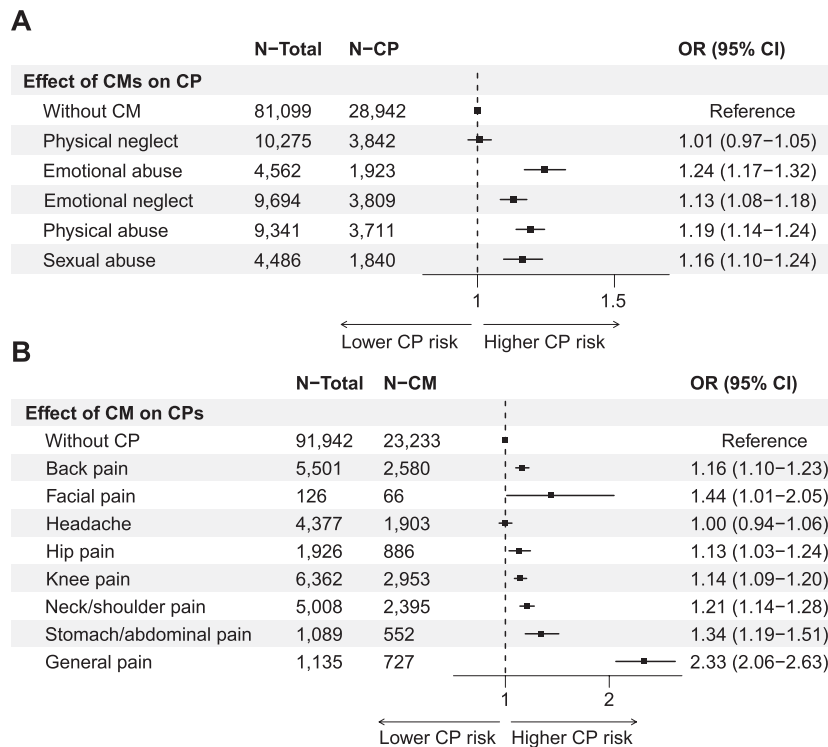 A
N−Total N−CP OR (95% CI)
Effect of CMs on CP
Without CM 81,099 28,942 Reference
Physical neglect 10,275 3,842 1.01 (0.97−1.05)
Emotional abuse 4,562 1,923 1.24 (1.17−1.32)
Emotional neglect 9,694 3,809 1.13 (1.08−1.18)
Physical abuse 9,341 3,711 1.19 (1.14−1.24)
Sexual abuse 4,486 1,840 1.16 (1.10−1.24)
1 1.5
Lower CP risk Higher CP risk
B
N−Total N−CM OR (95% CI)
Effect of CM on CPs
Without CP 91,942 23,233 Reference
Back pain 5,501 2,580 1.16 (1.10−1.23)
Facial pain 126 66 1.44 (1.01−2.05)
Headache 4,377 1,903 1.00 (0.94−1.06)
Hip pain 1,926 886 1.13 (1.03−1.24)
Knee pain 6,362 2,953 1.14 (1.09−1.20)
Neck/shoulder pain 5,008 2,395 1.21 (1.14−1.28)
Stomach/abdominal pain 1,089 552 1.34 (1.19−1.51)
General pain 1,135 727 2.33 (2.06−2.63)
1 2
Lower CP risk Higher CP risk